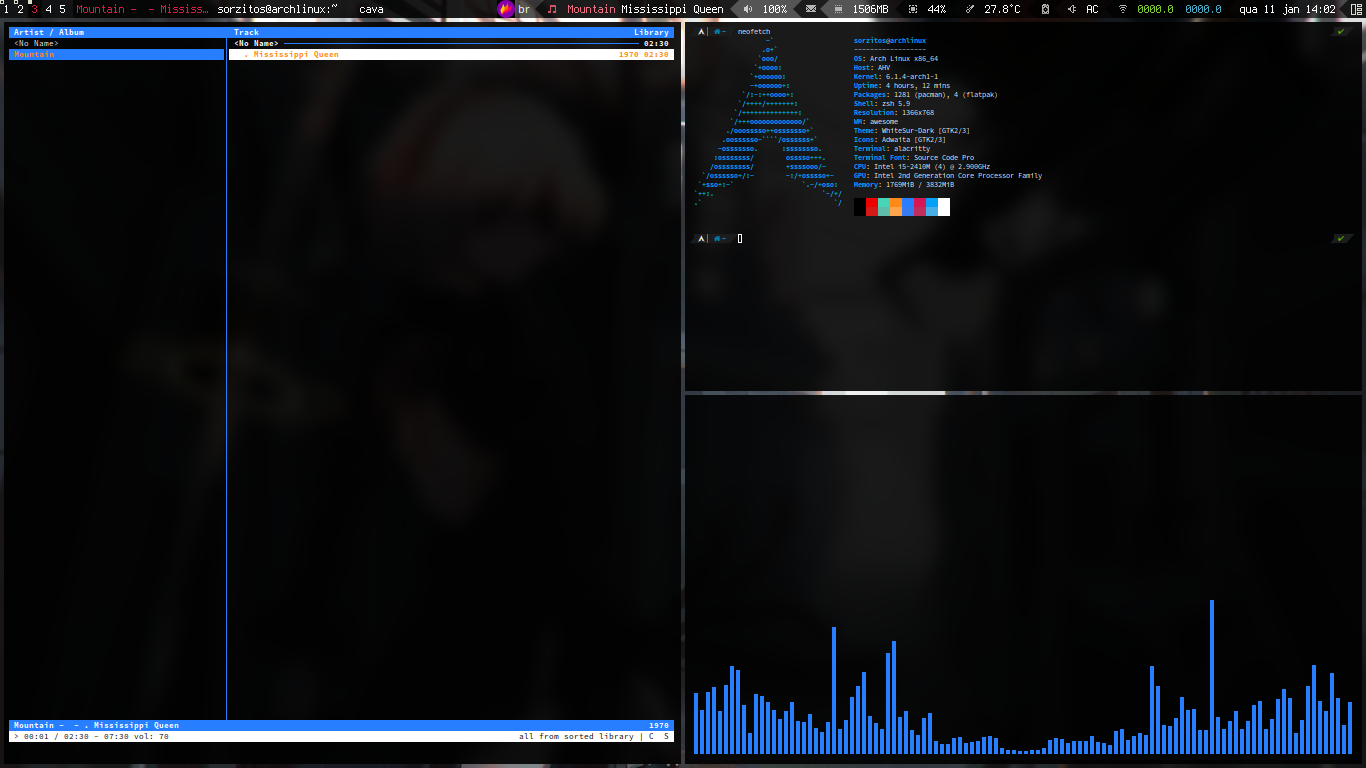 1 2 3 4 5 Mountain - - Mississ… sorzitos@archlinux:~ cava br Mountain Mississippi Queen 100% 1506MB 44% 27.8°C AC 0000.0 0000.0 qua 11 jan 14:02
Artist / Album Track Library
<No Name> <No Name> 02:30
Mountain . Mississippi Queen 1970 02:30
Mountain - - . Mississippi Queen 1970
> 00:01 / 02:30 - 07:30 vol: 70 all from sorted library | C S
~ neofetch ✔
sorzitos@archlinux
------------------
OS: Arch Linux x86_64
Host: AHV
Kernel: 6.1.4-arch1-1
Uptime: 4 hours, 12 mins
Packages: 1281 (pacman), 4 (flatpak)
Shell: zsh 5.9
Resolution: 1366x768
WM: awesome
Theme: WhiteSur-Dark [GTK2/3]
Icons: Adwaita [GTK2/3]
Terminal: alacritty
Terminal Font: Source Code Pro
CPU: Intel i5-2410M (4) @ 2.900GHz
GPU: Intel 2nd Generation Core Processor Family
Memory: 1769MiB / 3832MiB
~ ✔